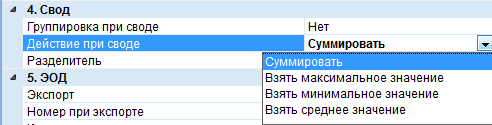 4. Свод
Группировка при своде Нет
Действие при своде Суммировать
Разделитель Суммировать
5. ЭОД Взять максимальное значение
Экспорт Взять минимальное значение
Номер при экспорте Взять среднее значение